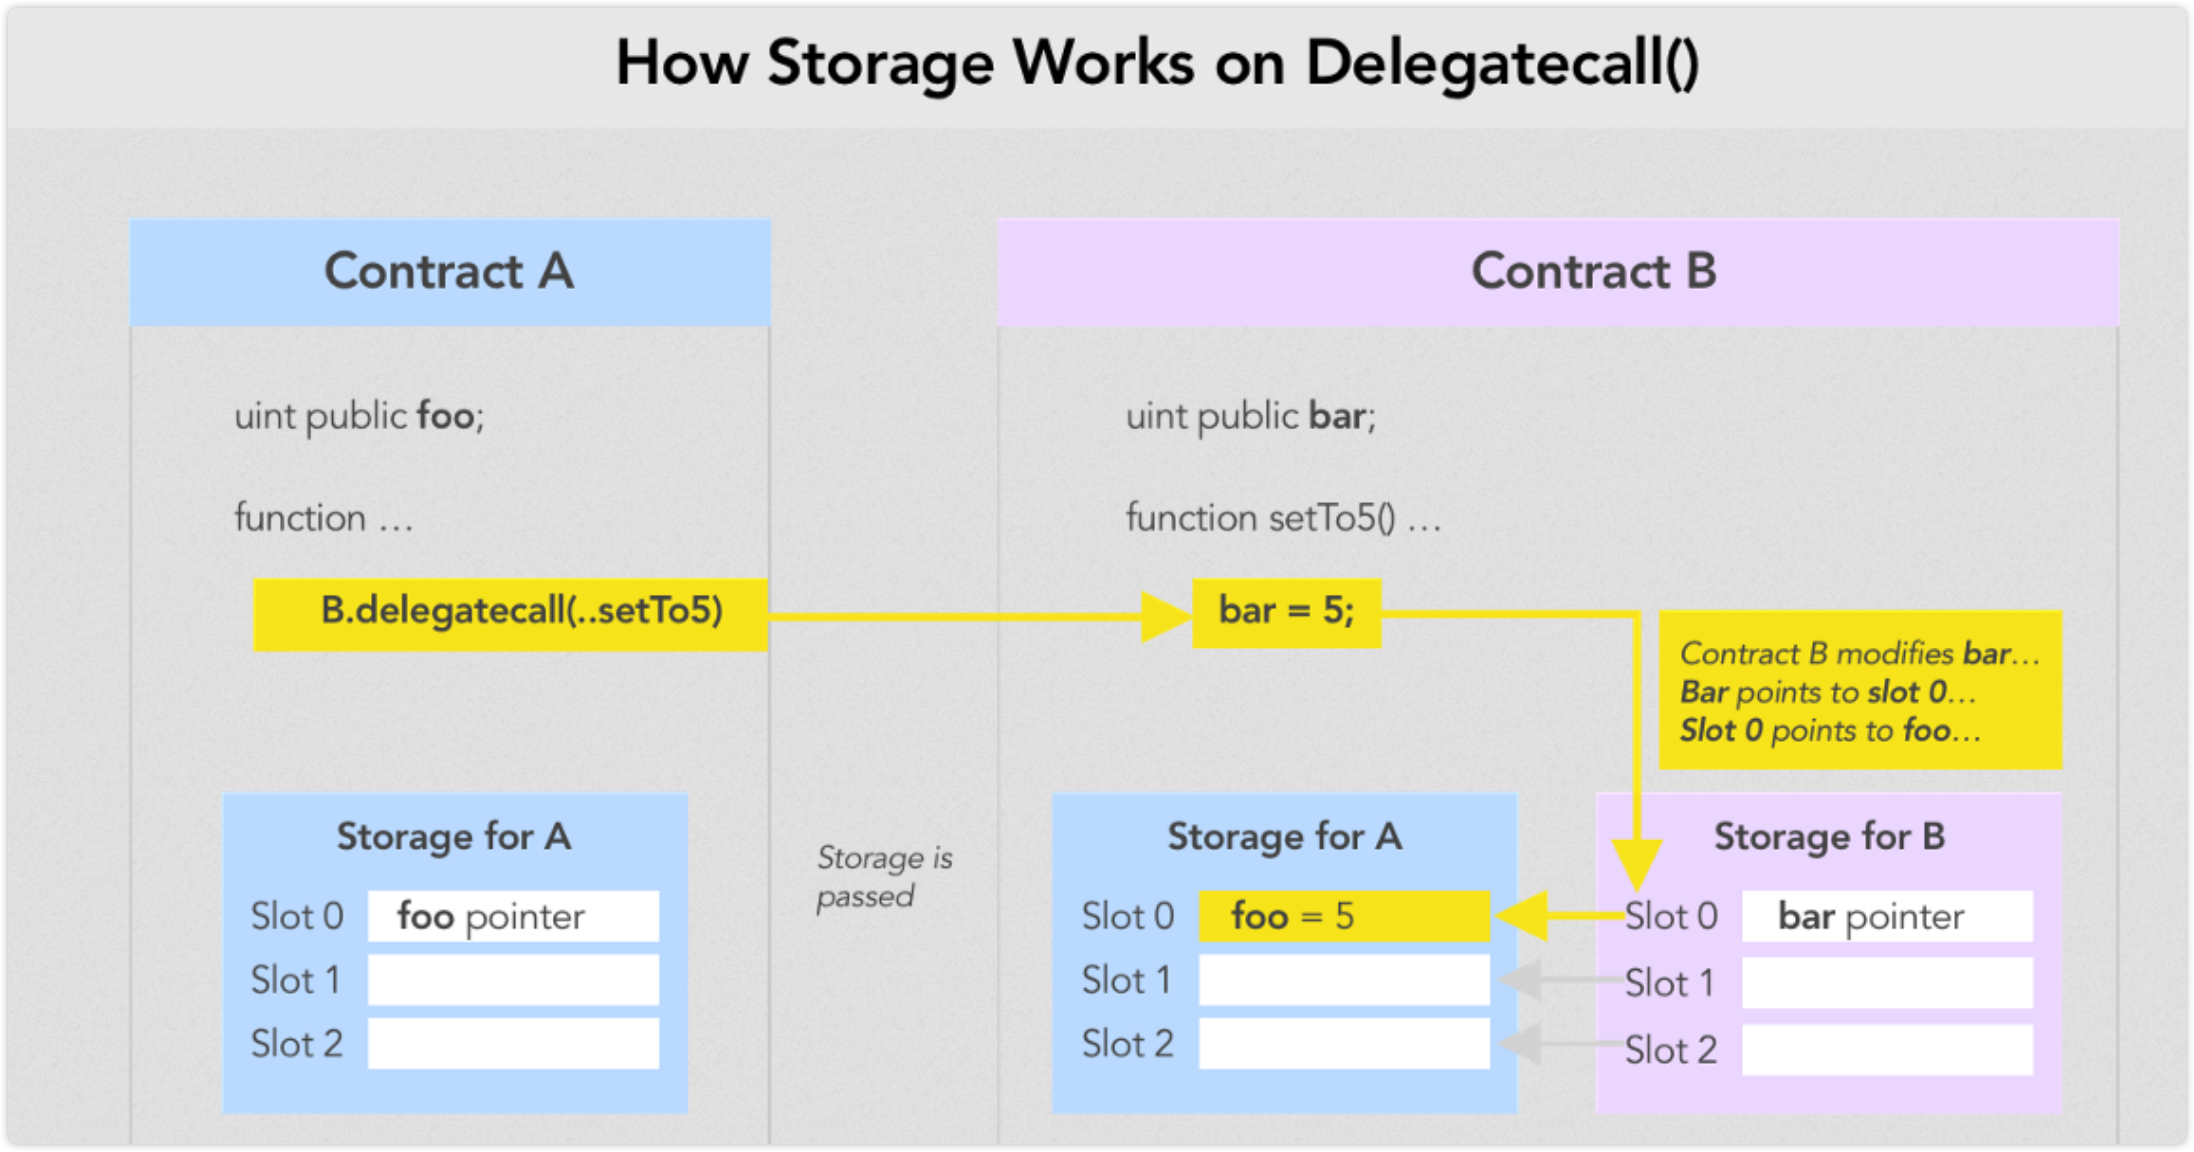 How Storage Works on Delegatecall()
Contract A
uint public foo;
function …
B.delegatecall(..setTo5)
Storage for A
Slot 0 foo pointer
Slot 1
Slot 2
Storage is
passed
Contract B
uint public bar;
function setTo5() …
bar = 5;
Contract B modifies bar…
Bar points to slot 0…
Slot 0 points to foo…
Storage for A
Slot 0 foo = 5
Slot 1
Slot 2
Storage for B
Slot 0 bar pointer
Slot 1
Slot 2